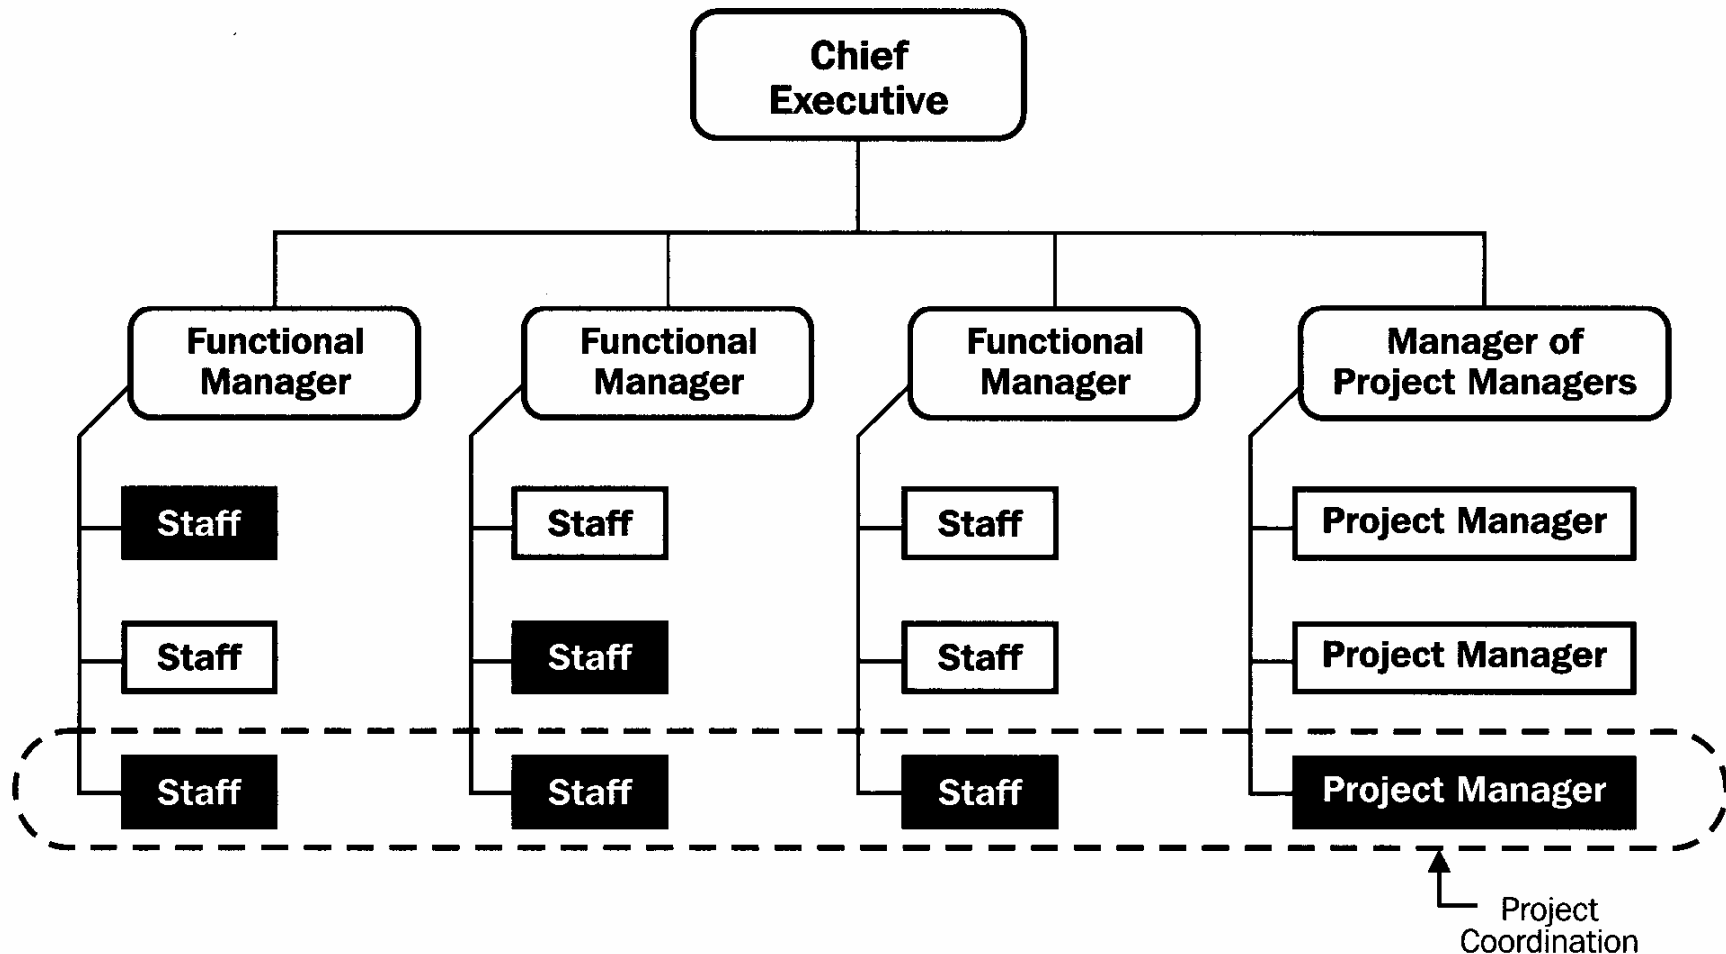 Chief
Executive
Functional
Manager
Functional
Manager
Functional
Manager
Manager of
Project Managers
Staff
Staff
Staff
Project Manager
Staff
Staff
Staff
Project Manager
Staff
Staff
Staff
Project Manager
Project
Coordination